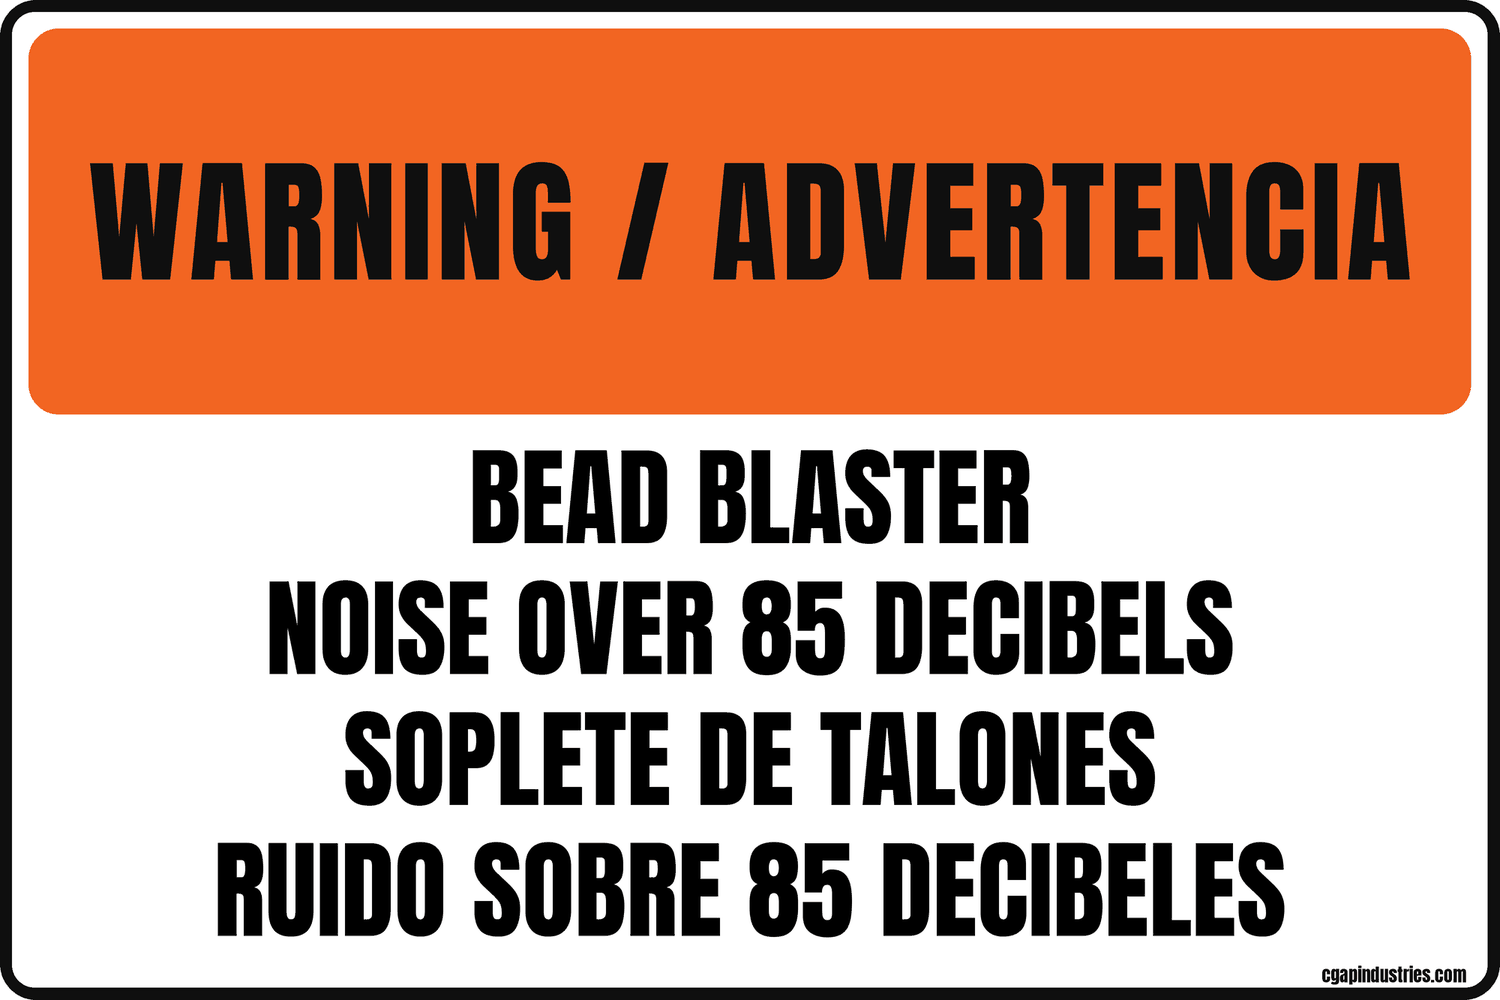 WARNING / ADVERTENCIA
BEAD BLASTER
NOISE OVER 85 DECIBELS
SOPLETE DE TALONES
RUIDO SOBRE 85 DECIBELES
cgapindustries.com